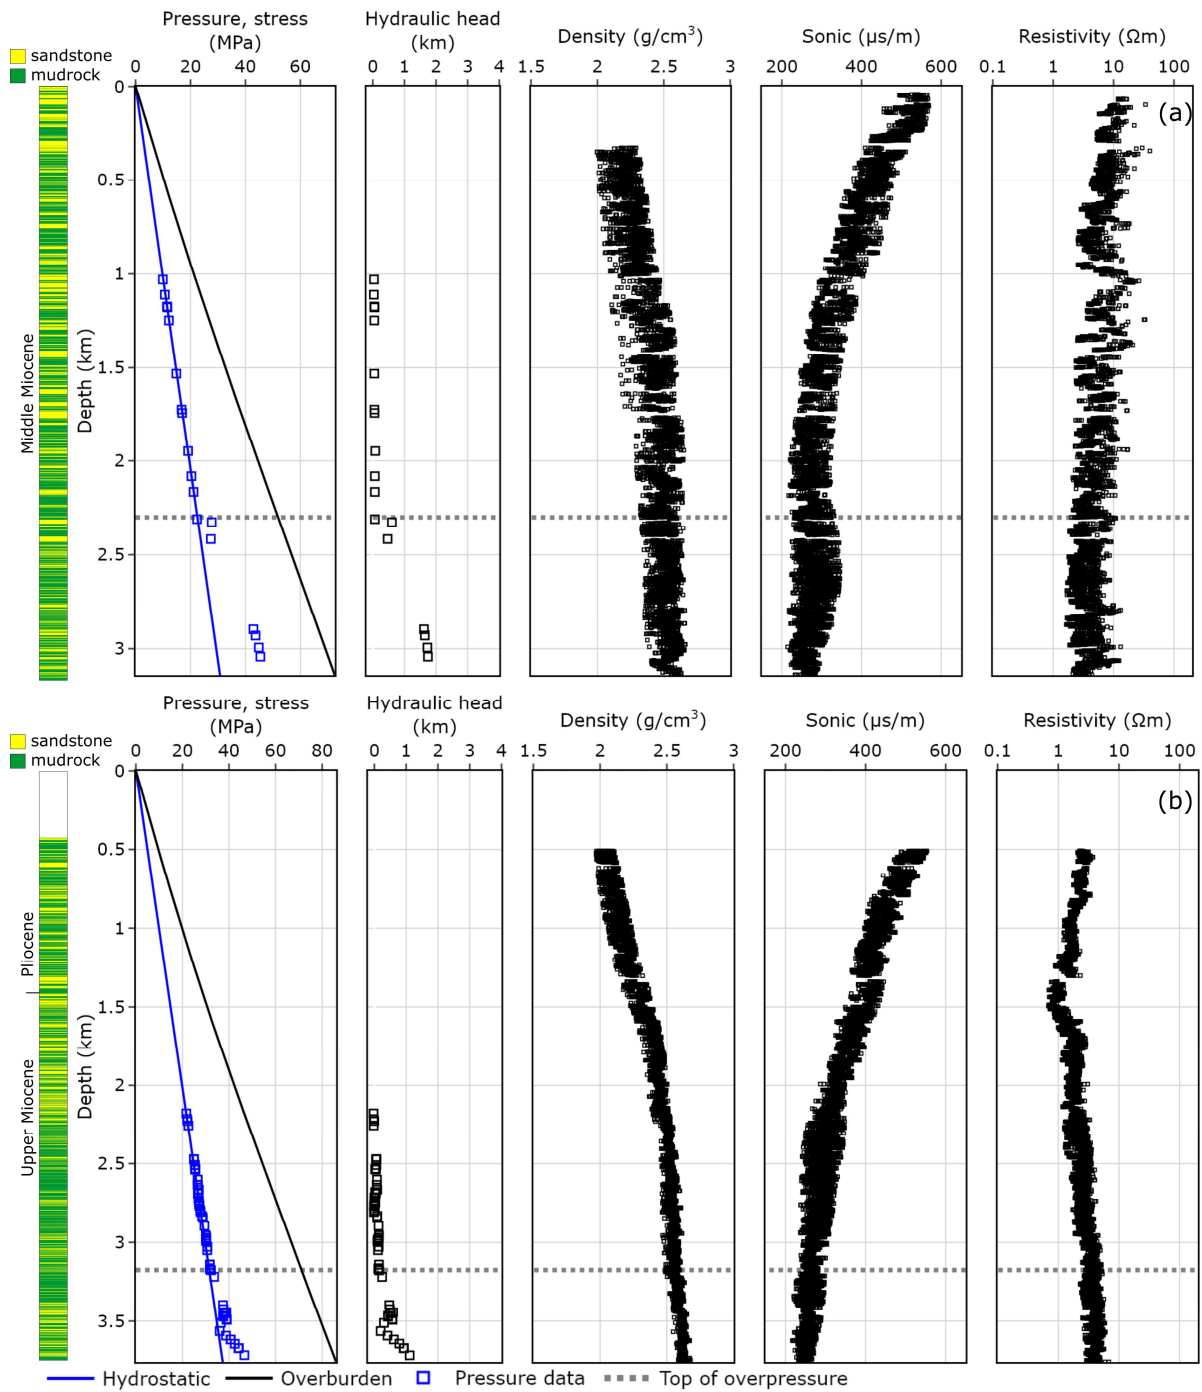 Pressure, stress
(MPa)
Hydraulic head
(km)
Density (g/cm³)
Sonic (μs/m)
Resistivity (Ωm)
sandstone
mudrock
0 20 40 60
0 1 2 3 4
1.5 2 2.5 3
200 400 600
0.1 1 10 100
(a)
0
0.5
1
1.5
2
2.5
3
Middle Miocene
Depth (km)
Pressure, stress
(MPa)
Hydraulic head
(km)
Density (g/cm³)
Sonic (μs/m)
Resistivity (Ωm)
sandstone
mudrock
0 20 40 60 80
0 1 2 3 4
1.5 2 2.5 3
200 400 600
0.1 1 10 100
(b)
0
0.5
1
1.5
2
2.5
3
3.5
Upper Miocene | Pliocene
Depth (km)
Hydrostatic Overburden Pressure data Top of overpressure